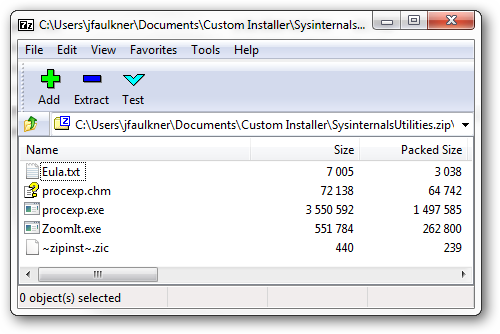 7z C:\Users\jfaulkner\Documents\Custom Installer\Sysinternals...
File Edit View Favorites Tools Help
Add Extract Test
Z C:\Users\jfaulkner\Documents\Custom Installer\SysinternalsUtilities.zip\
Name Size Packed Size
Eula.txt 7 005 3 038
procexp.chm 72 138 64 742
procexp.exe 3 550 592 1 497 585
ZoomIt.exe 551 784 262 800
~zipinst~.zic 440 239
0 object(s) selected